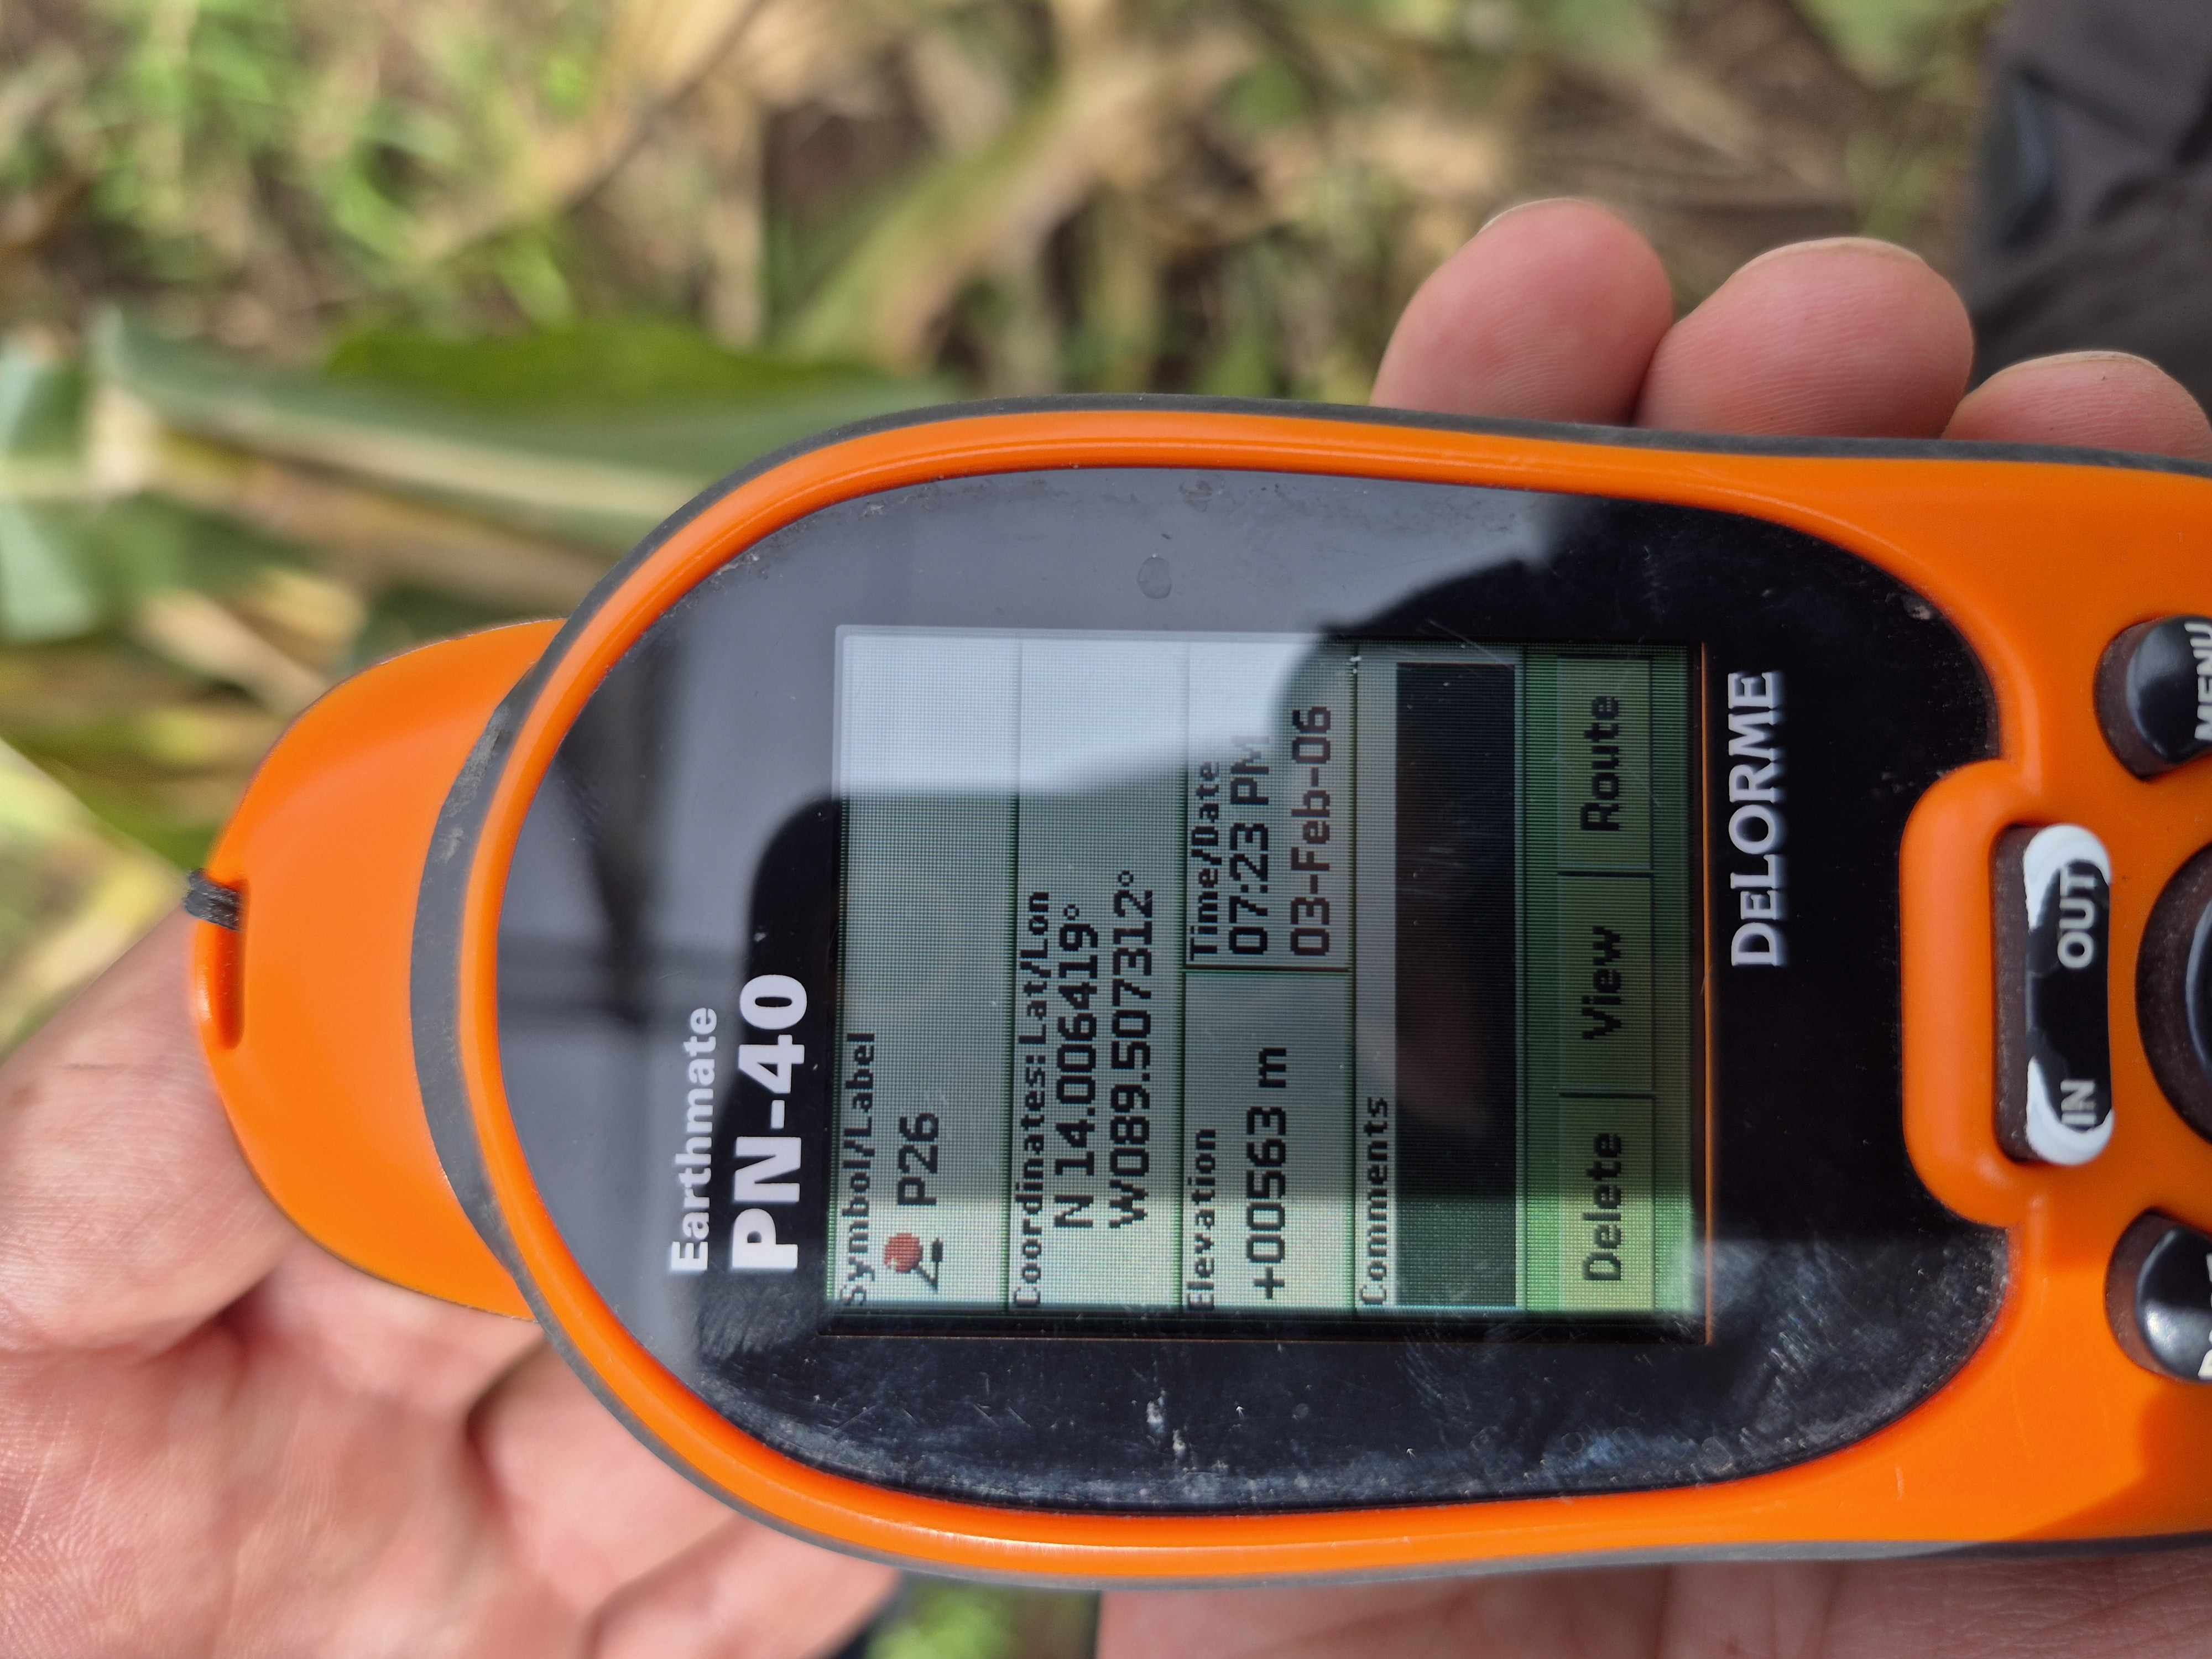 Earthmate
PN-40
Symbol/Label
P26
Coordinates:Lat/Lon
N 14.006419°
W089.507312°
Elevation
+00563 m
Time/Date
07:23 PM
03-Feb-06
Comments
Delete View Route
DELORME
IN OUT
MENU